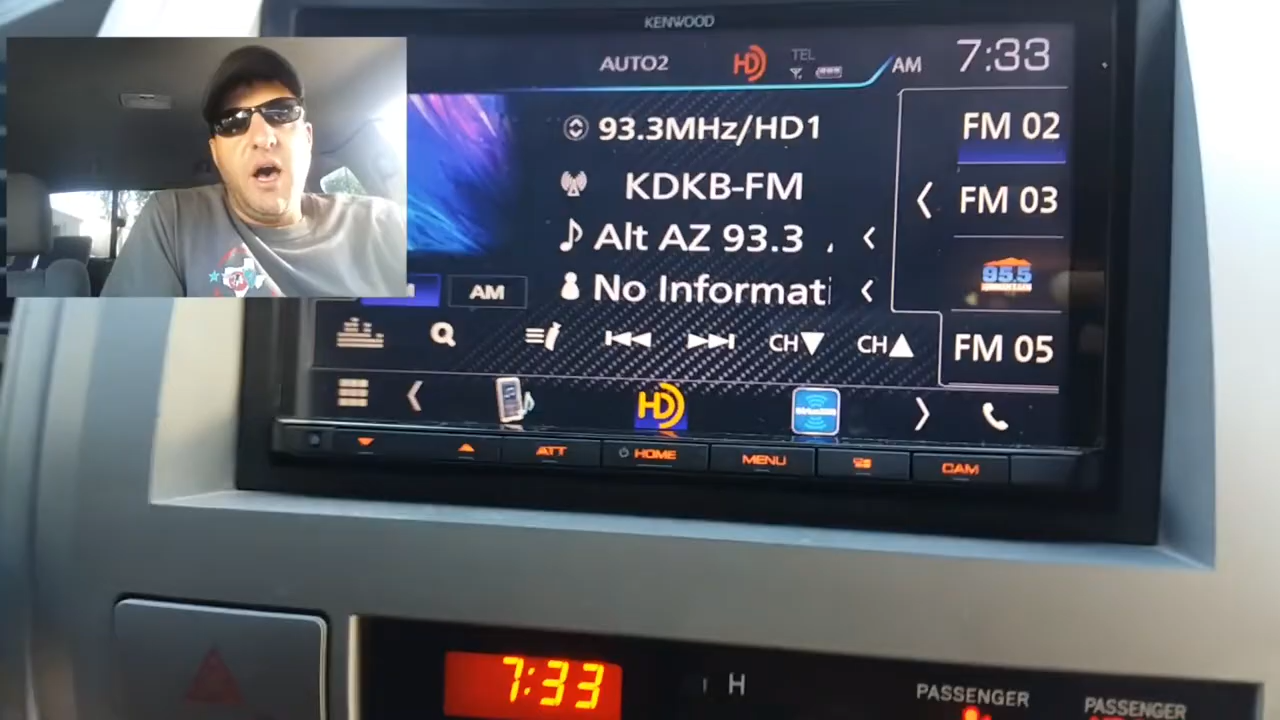 KENWOOD
AUTO2
HD
TEL
AM 7:33
93.3MHz/HD1
KDKB-FM
Alt AZ 93.3
No Informati
AM
FM 02
FM 03
95.5
FM 05
CH▼
CH▲
HD
ATT
HOME
MENU
CAM
7:33
H
PASSENGER
PASSENGER